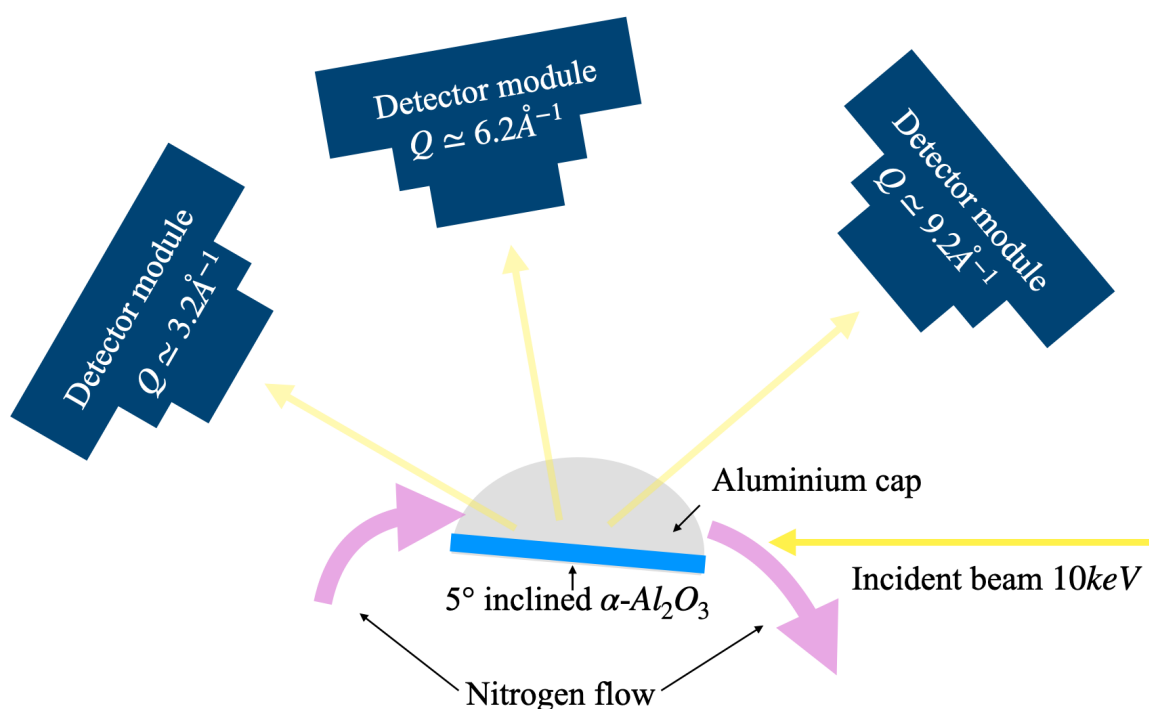 Detector module
Q ≃ 3.2Å⁻¹
Detector module
Q ≃ 6.2Å⁻¹
Detector module
Q ≃ 9.2Å⁻¹
Aluminium cap
Incident beam 10keV
5° inclined α-Al₂O₃
Nitrogen flow